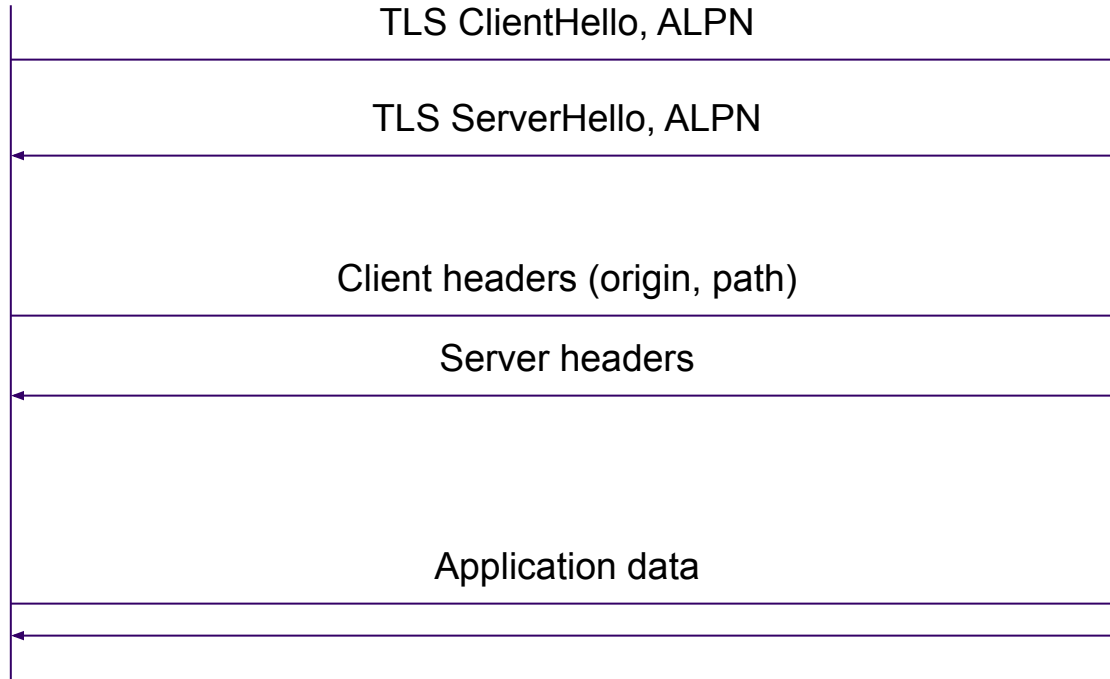 TLS ClientHello, ALPN
TLS ServerHello, ALPN
Client headers (origin, path)
Server headers
Application data